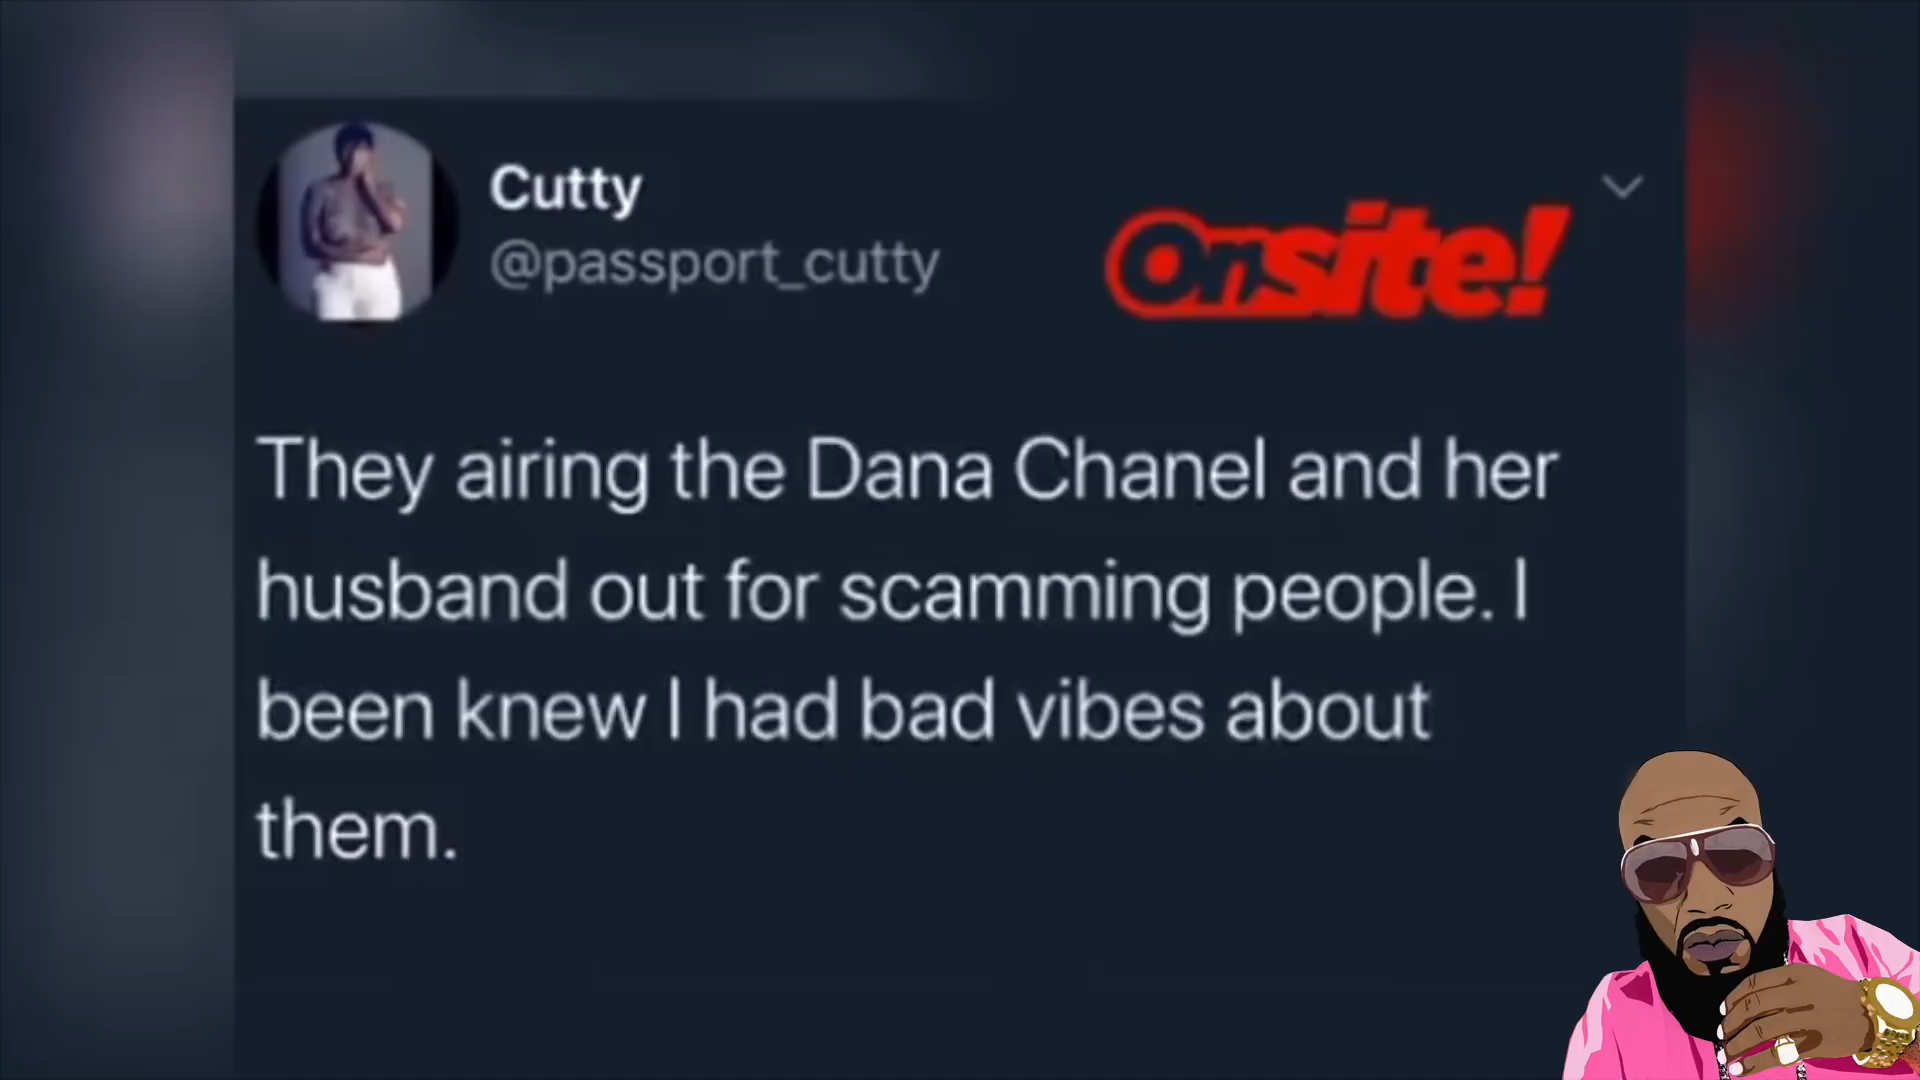 Cutty
@passport_cutty
Onsite!
They airing the Dana Chanel and her
husband out for scamming people. I
been knew I had bad vibes about
them.